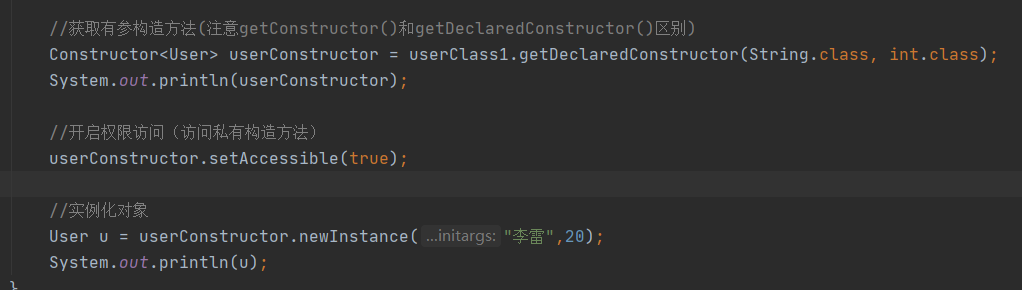 //获取有参构造方法(注意getConstructor()和getDeclaredConstructor()区别)
Constructor<User> userConstructor = userClass1.getDeclaredConstructor(String.class, int.class);
System.out.println(userConstructor);
//开启权限访问（访问私有构造方法）
userConstructor.setAccessible(true);
//实例化对象
User u = userConstructor.newInstance( ...initargs: "李雷",20);
System.out.println(u);
}